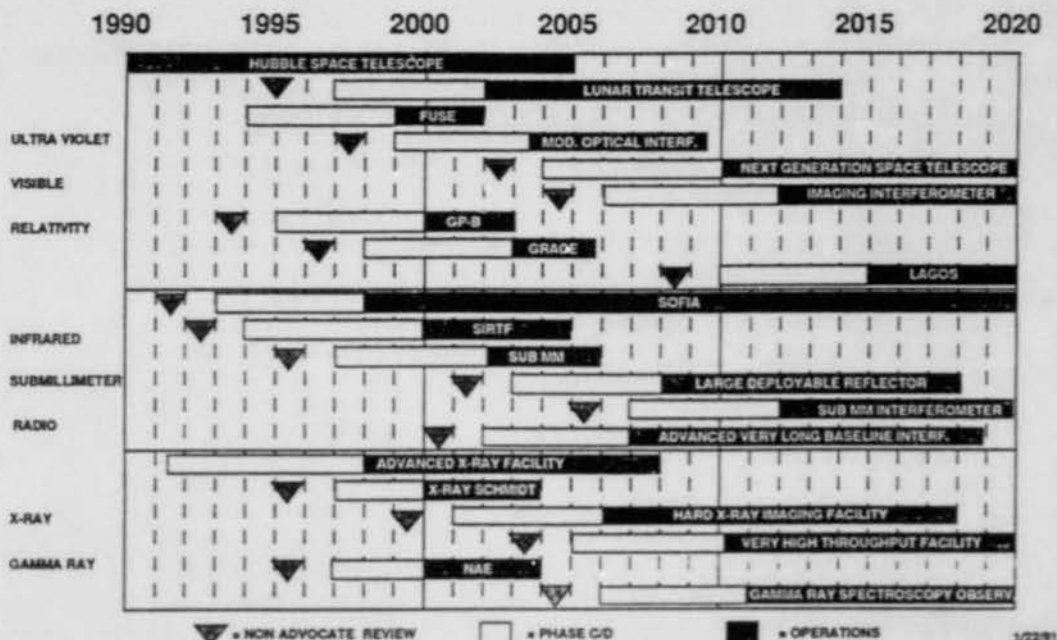 1990 1995 2000 2005 2010 2015 2020
HUBBLE SPACE TELESCOPE
LUNAR TRANSIT TELESCOPE
FUSE
ULTRA VIOLET
MOD. OPTICAL INTERF.
NEXT GENERATION SPACE TELESCOPE
VISIBLE
IMAGING INTERFEROMETER
RELATIVITY
GP-B
GRACE
LAGOS
SOFIA
INFRARED
SIRTF
SUB MM
SUBMILLIMETER
LARGE DEPLOYABLE REFLECTOR
SUB MM INTERFEROMETER
RADIO
ADVANCED VERY LONG BASELINE INTERF.
ADVANCED X-RAY FACILITY
X-RAY SCHMIDT
X-RAY
HARD X-RAY IMAGING FACILITY
VERY HIGH THROUGHPUT FACILITY
GAMMA RAY
NAE
GAMMA RAY SPECTROSCOPY OBSERV.
= NON ADVOCATE REVIEW = PHASE C/D = OPERATIONS